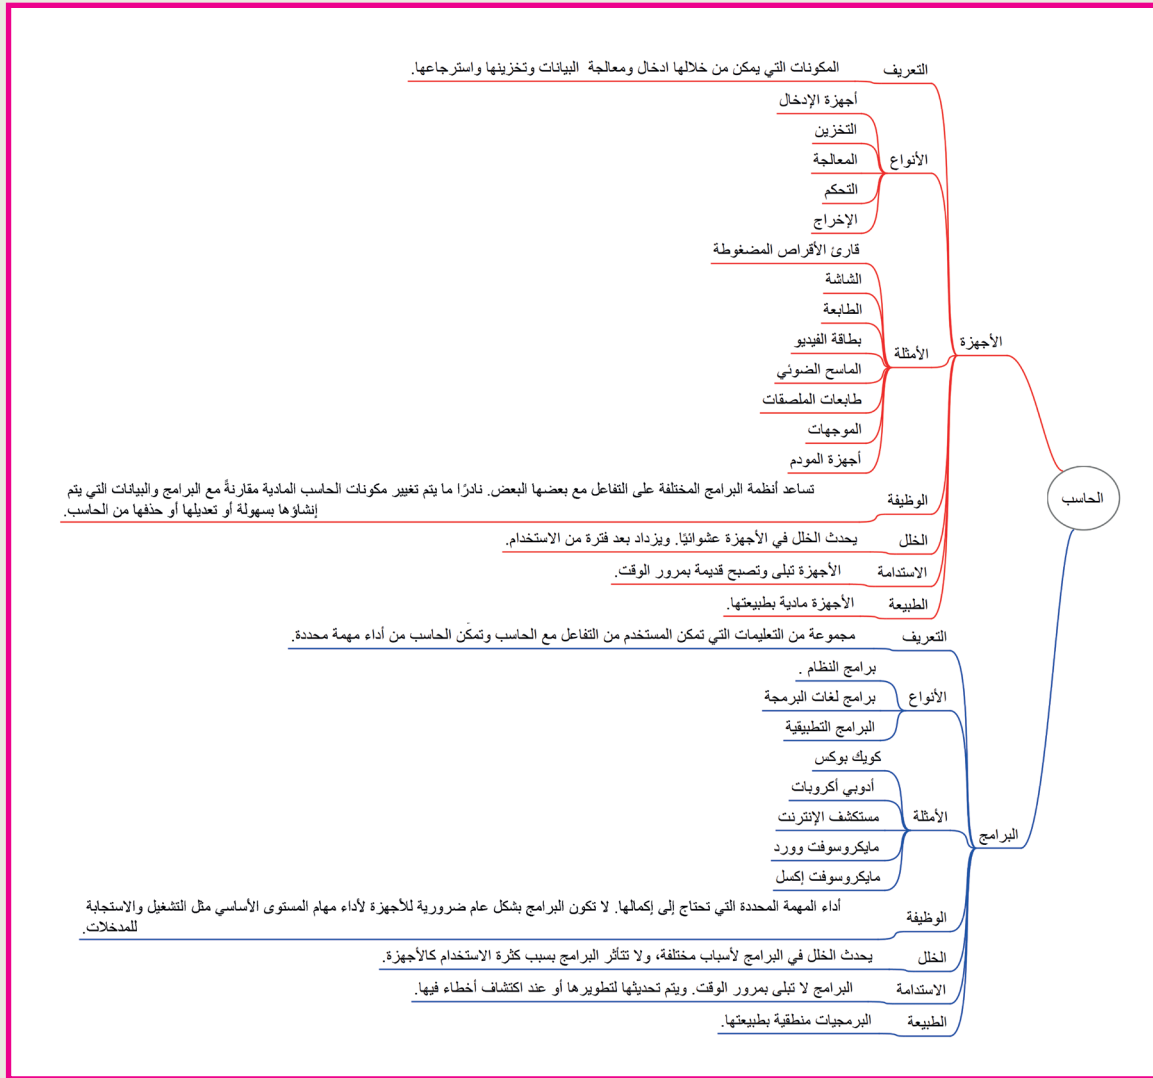 الحاسب
الأجهزة
التعريف
المكونات التي يمكن من خلالها ادخال ومعالجة البيانات وتخزينها واسترجاعها.
الأنواع
أجهزة الإدخال
التخزين
المعالجة
التحكم
الإخراج
الأمثلة
قارئ الأقراص المضغوطة
الشاشة
الطابعة
بطاقة الفيديو
الماسح الضوئي
طابعات الملصقات
الموجهات
أجهزة المودم
الوظيفة
تساعد أنظمة البرامج المختلفة على التفاعل مع بعضها البعض. نادرًا ما يتم تغيير مكونات الحاسب المادية مقارنةً مع البرامج والبيانات التي يتم
إنشاؤها بسهولة أو تعديلها أو حذفها من الحاسب.
الخلل
يحدث الخلل في الأجهزة عشوائيًا. ويزداد بعد فترة من الاستخدام.
الاستدامة
الأجهزة تبلى وتصبح قديمة بمرور الوقت.
الطبيعة
الأجهزة مادية بطبيعتها.
البرامج
التعريف
مجموعة من التعليمات التي تمكن المستخدم من التفاعل مع الحاسب وتمكّن الحاسب من أداء مهمة محددة.
الأنواع
برامج النظام .
برامج لغات البرمجة
البرامج التطبيقية
الأمثلة
كويك بوكس
أدوبي أكروبات
مستكشف الإنترنت
مايكروسوفت وورد
مايكروسوفت إكسل
الوظيفة
أداء المهمة المحددة التي تحتاج إلى إكمالها. لا تكون البرامج بشكل عام ضرورية للأجهزة لأداء مهام المستوى الأساسي مثل التشغيل والاستجابة
للمدخلات.
الخلل
يحدث الخلل في البرامج لأسباب مختلفة، ولا تتأثر البرامج بسبب كثرة الاستخدام كالأجهزة.
الاستدامة
البرامج لا تبلى بمرور الوقت. ويتم تحديثها لتطويرها أو عند اكتشاف أخطاء فيها.
الطبيعة
البرمجيات منطقية بطبيعتها.